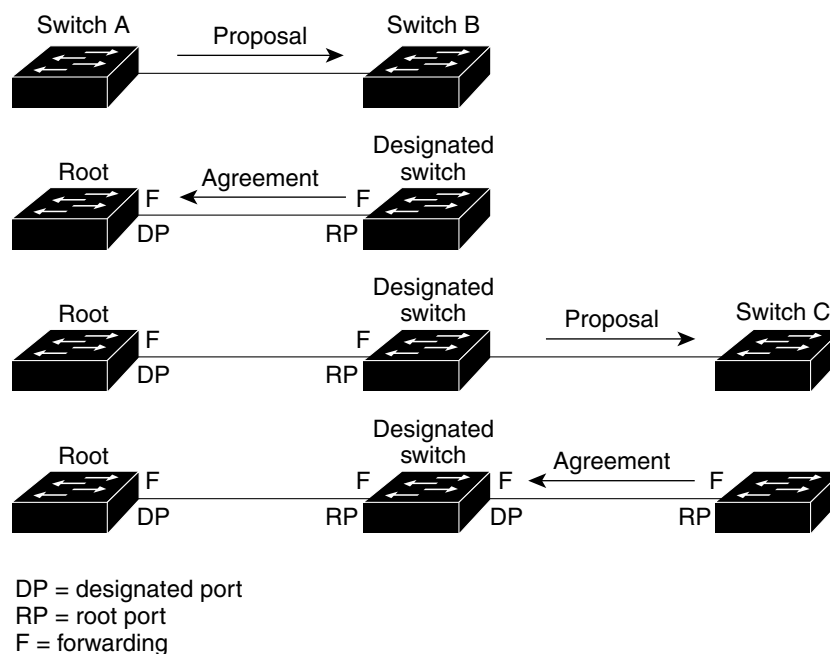 Switch A
Proposal
Switch B
Root
F
Agreement
F
Designated
switch
DP
RP
Root
F
F
Designated
switch
Proposal
Switch C
DP
RP
Root
F
F
Designated
switch
F
Agreement
F
DP
RP
DP
RP
DP = designated port
RP = root port
F = forwarding